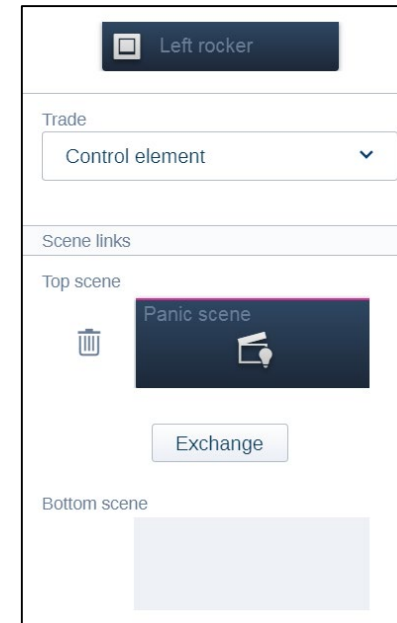 Left rocker
Trade
Control element
Scene links
Top scene
Panic scene
Exchange
Bottom scene